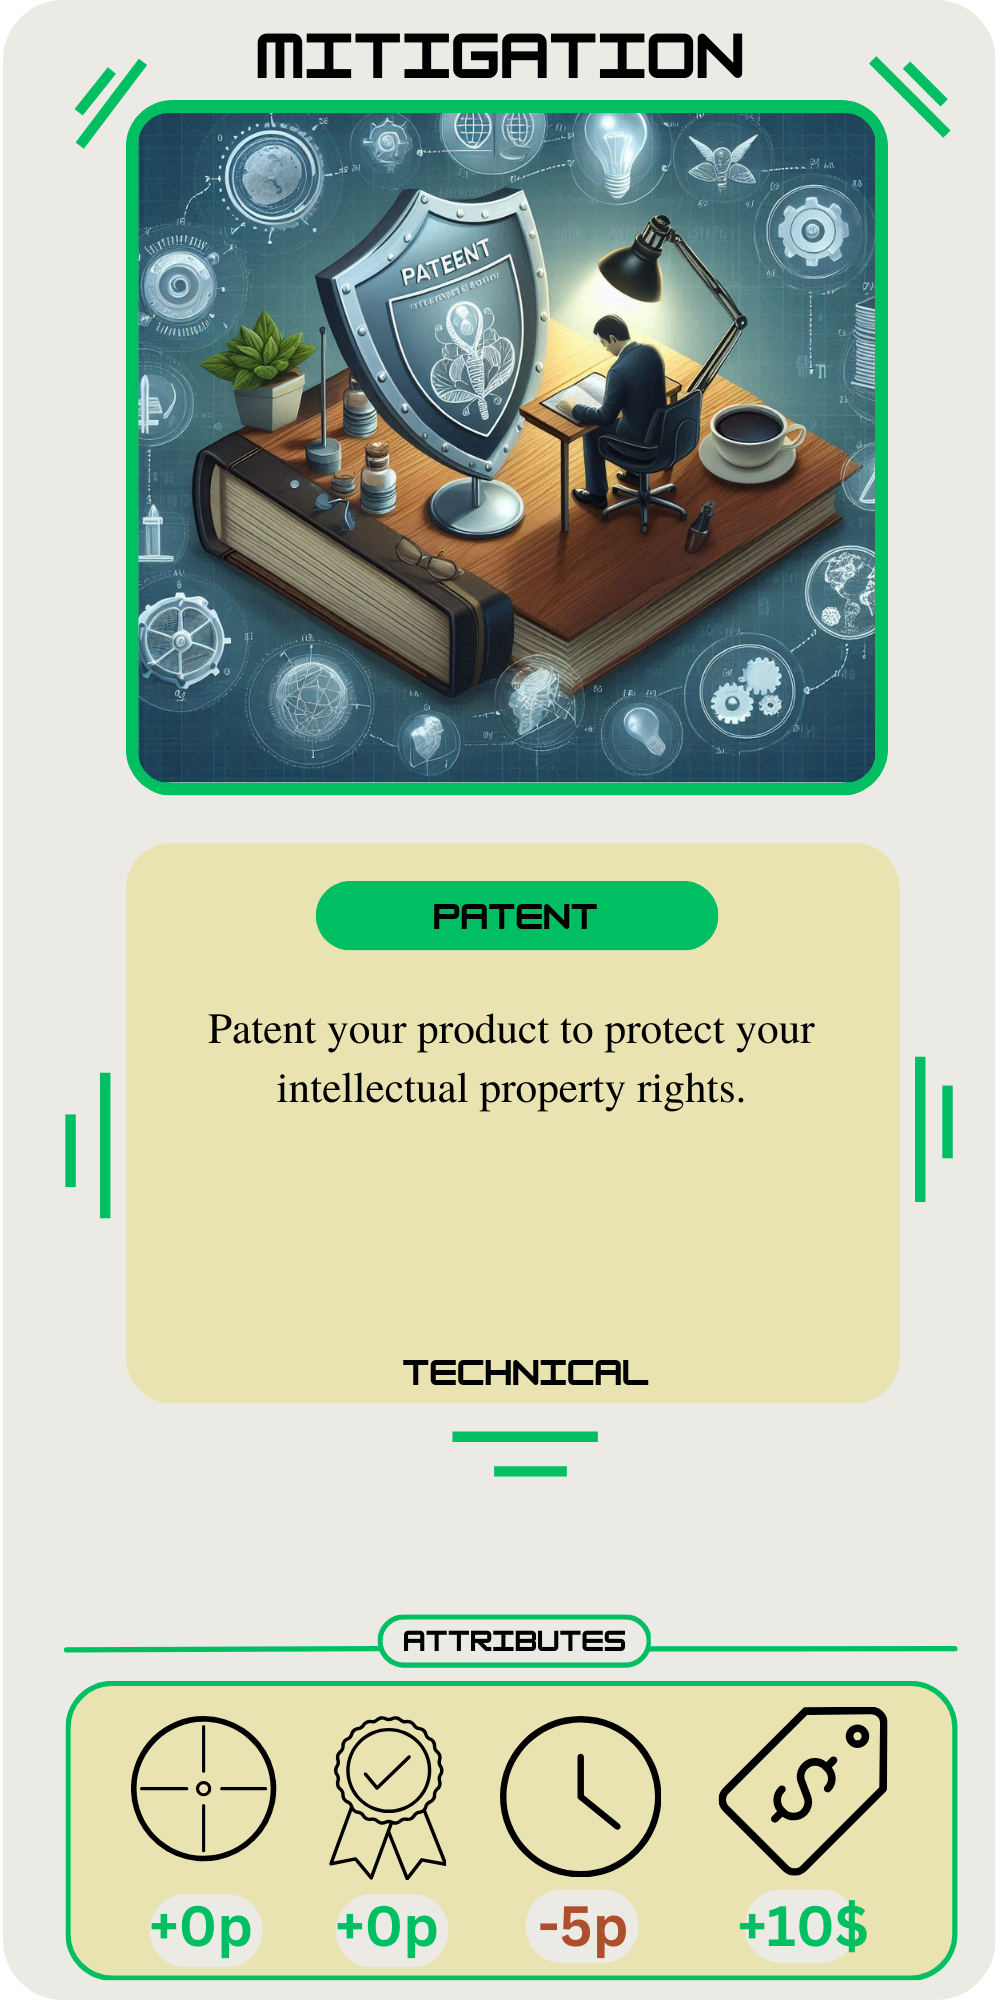 MITIGATION
PATEENT
PATENT
Patent your product to protect your
intellectual property rights.
TECHNICAL
ATTRIBUTES
+0p +0p -5p +10$